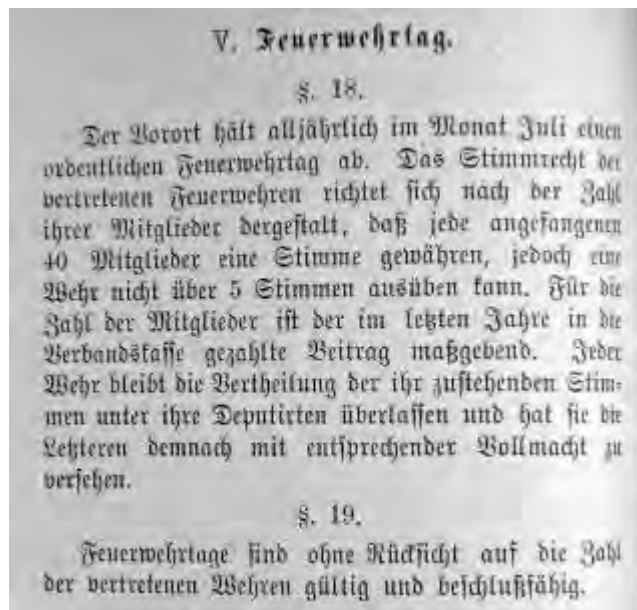 V. Feuerwehrtag.
§. 18.
Der Vorort hält alljährlich im Monat Juli einen
ordentlichen Feuerwehrtag ab. Das Stimmrecht der
vertretenen Feuerwehren richtet sich nach der Zahl
ihrer Mitglieder dergestalt, daß jede angefangenen
40 Mitglieder eine Stimme gewähren, jedoch eine
Wehr nicht über 5 Stimmen ausüben kann. Für die
Zahl der Mitglieder ist der im letzten Jahre in die
Verbandskasse gezahlte Beitrag maßgebend. Jeder
Wehr bleibt die Vertheilung der ihr zustehenden Stim-
men unter ihre Deputirten überlassen und hat sie die
Letzteren demnach mit entsprechender Vollmacht zu
versehen.
§. 19.
Feuerwehrtage sind ohne Rücksicht auf die Zahl
der vertretenen Wehren gültig und beschlußfähig.